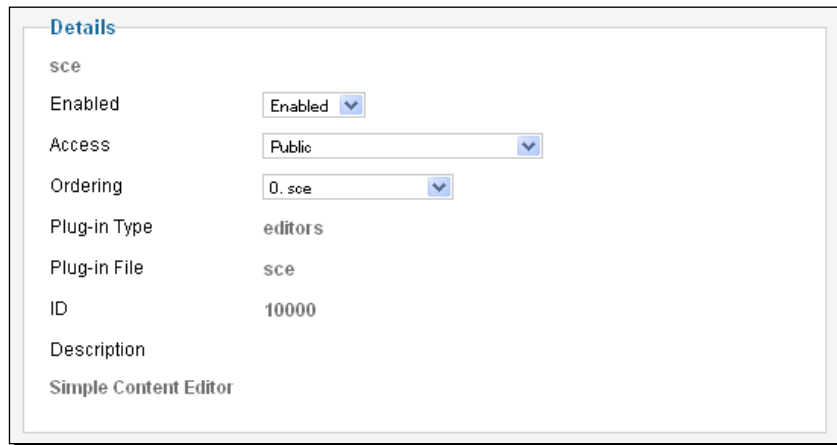 Details
sce
Enabled Enabled
Access Public
Ordering 0. sce
Plug-in Type editors
Plug-in File sce
ID 10000
Description
Simple Content Editor